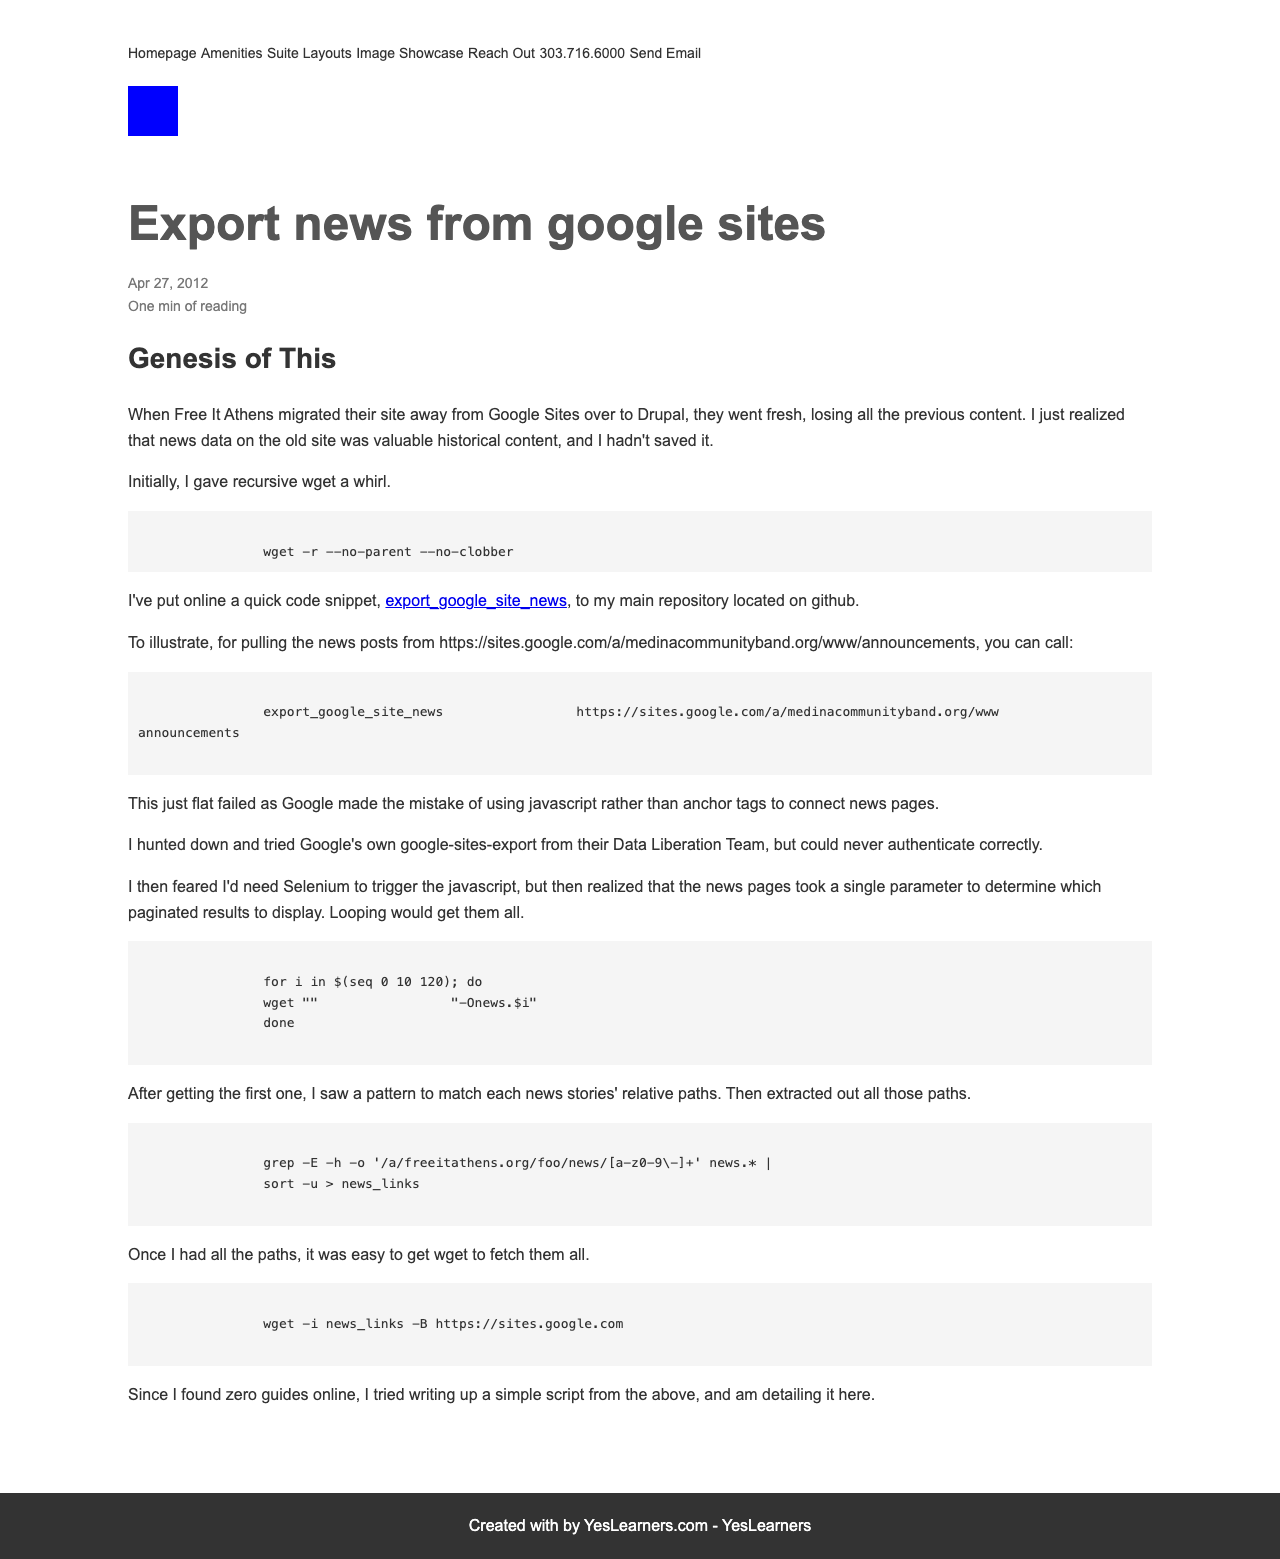 Homepage Amenities Suite Layouts Image Showcase Reach Out 303.716.6000 Send Email
Export news from google sites
Apr 27, 2012
One min of reading
Genesis of This
When Free It Athens migrated their site away from Google Sites over to Drupal, they went fresh, losing all the previous content. I just realized
that news data on the old site was valuable historical content, and I hadn't saved it.
Initially, I gave recursive wget a whirl.
wget -r --no-parent --no-clobber
I've put online a quick code snippet, export_google_site_news, to my main repository located on github.
To illustrate, for pulling the news posts from https://sites.google.com/a/medinacommunityband.org/www/announcements, you can call:
export_google_site_news https://sites.google.com/a/medinacommunityband.org/www
announcements
This just flat failed as Google made the mistake of using javascript rather than anchor tags to connect news pages.
I hunted down and tried Google's own google-sites-export from their Data Liberation Team, but could never authenticate correctly.
I then feared I'd need Selenium to trigger the javascript, but then realized that the news pages took a single parameter to determine which
paginated results to display. Looping would get them all.
for i in $(seq 0 10 120); do
wget "" "-Onews.$i"
done
After getting the first one, I saw a pattern to match each news stories' relative paths. Then extracted out all those paths.
grep -E -h -o '/a/freeitathens.org/foo/news/[a-z0-9\-]+' news.* |
sort -u > news_links
Once I had all the paths, it was easy to get wget to fetch them all.
wget -i news_links -B https://sites.google.com
Since I found zero guides online, I tried writing up a simple script from the above, and am detailing it here.
Created with by YesLearners.com - YesLearners